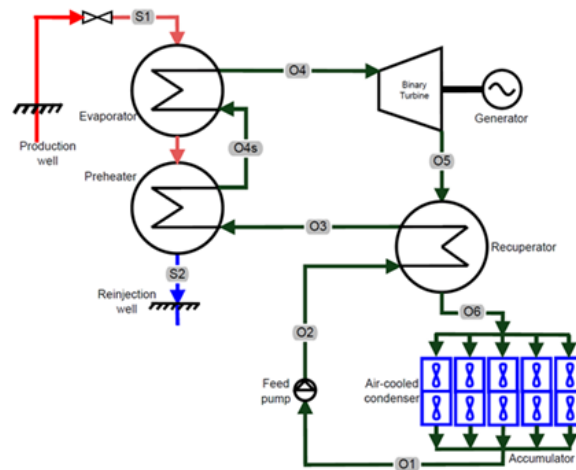 S1
Evaporator
Production
well
O4
Binary
Turbine
Generator
O4s
O5
Preheater
O3
Recuperator
S2
Reinjection
well
O2
O6
Feed
pump
Air-cooled
condenser
Accumulator
O1